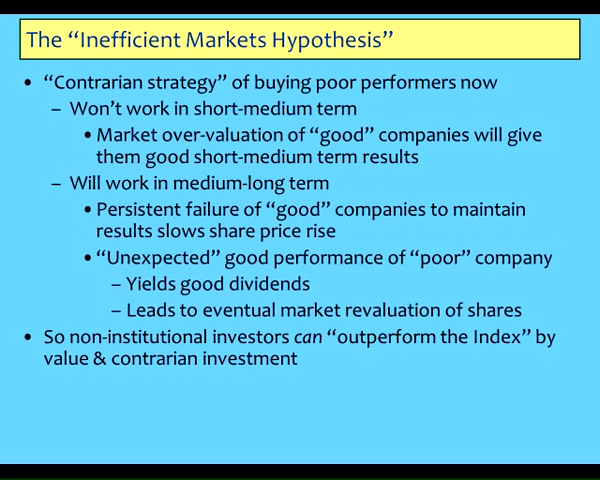 The “Inefficient Markets Hypothesis”
• “Contrarian strategy” of buying poor performers now
– Won’t work in short-medium term
• Market over-valuation of “good” companies will give
them good short-medium term results
– Will work in medium-long term
• Persistent failure of “good” companies to maintain
results slows share price rise
• “Unexpected” good performance of “poor” company
– Yields good dividends
– Leads to eventual market revaluation of shares
• So non-institutional investors can “outperform the Index” by
value & contrarian investment